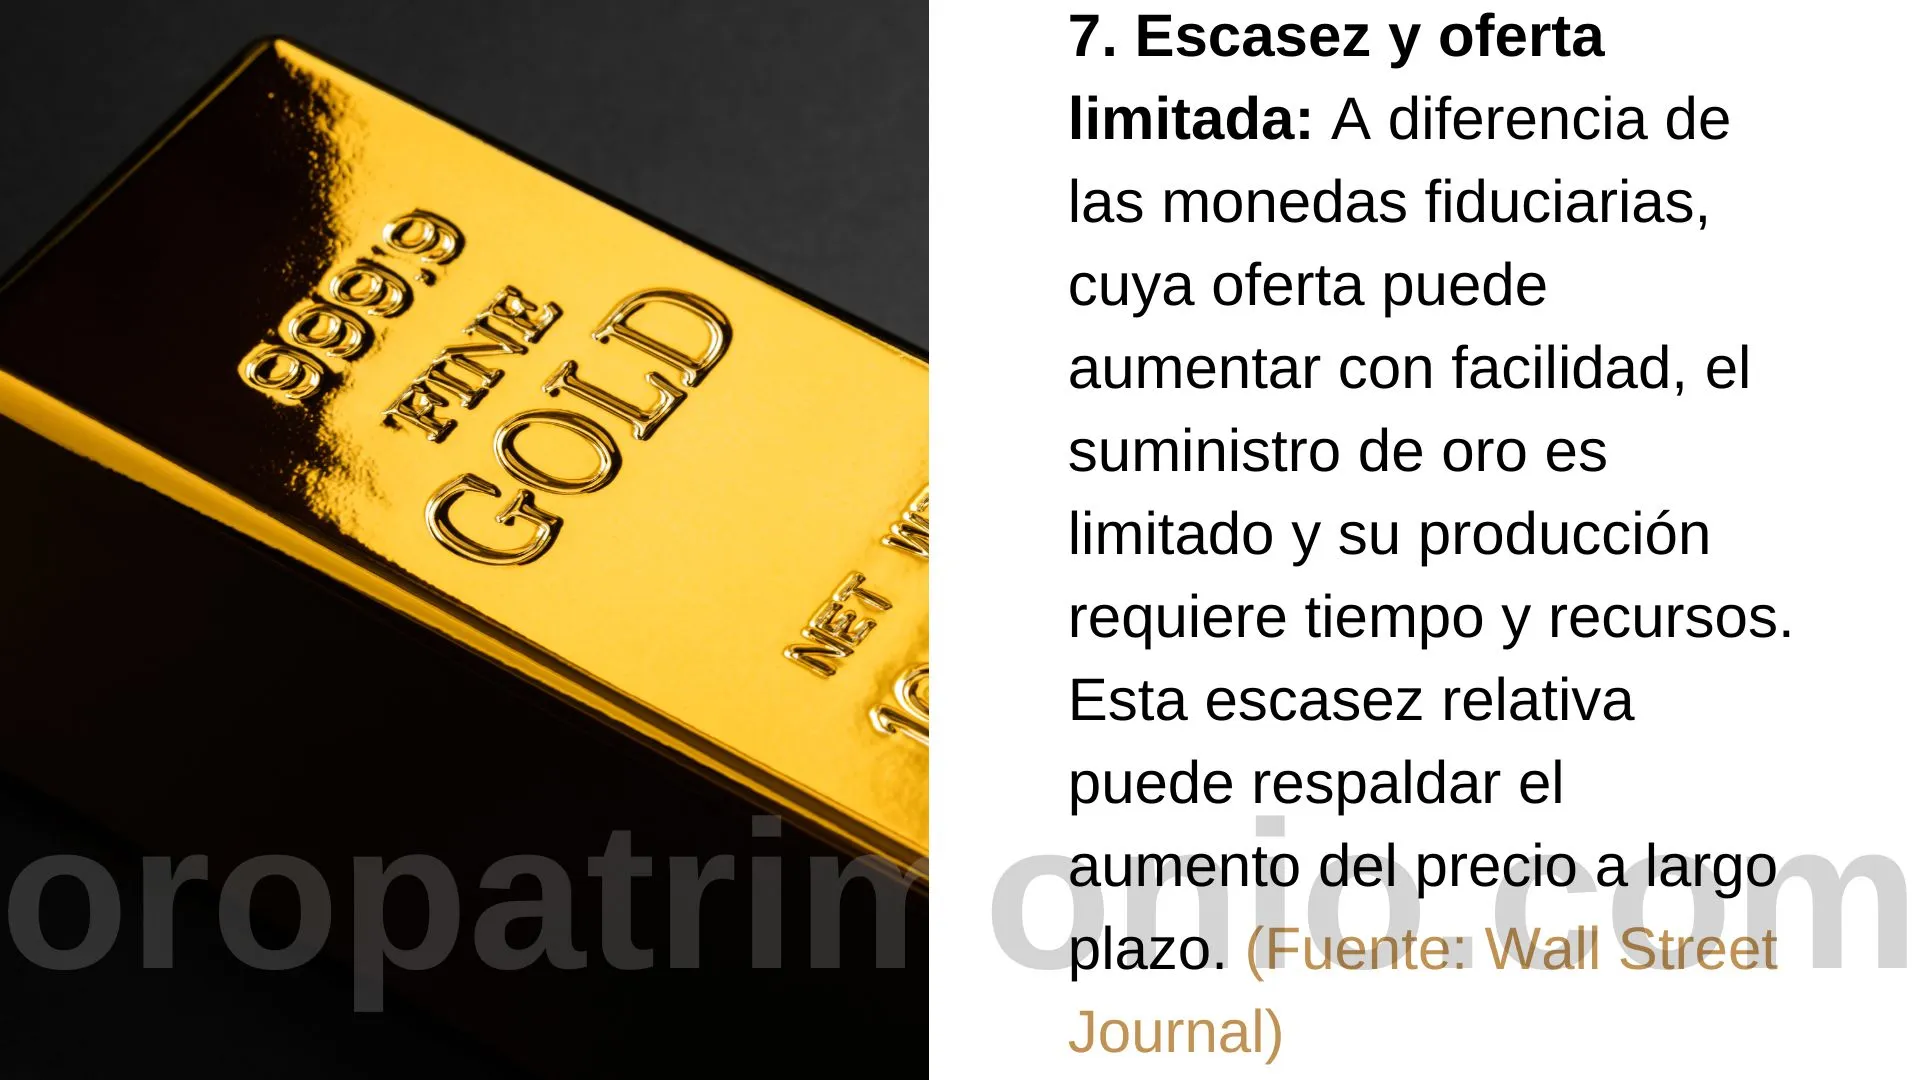 999,9
FINE
GOLD
NET
7. Escasez y oferta
limitada: A diferencia de
las monedas fiduciarias,
cuya oferta puede
aumentar con facilidad, el
suministro de oro es
limitado y su producción
requiere tiempo y recursos.
Esta escasez relativa
puede respaldar el
aumento del precio a largo
plazo. (Fuente: Wall Street
Journal)
oropatrimonio.com